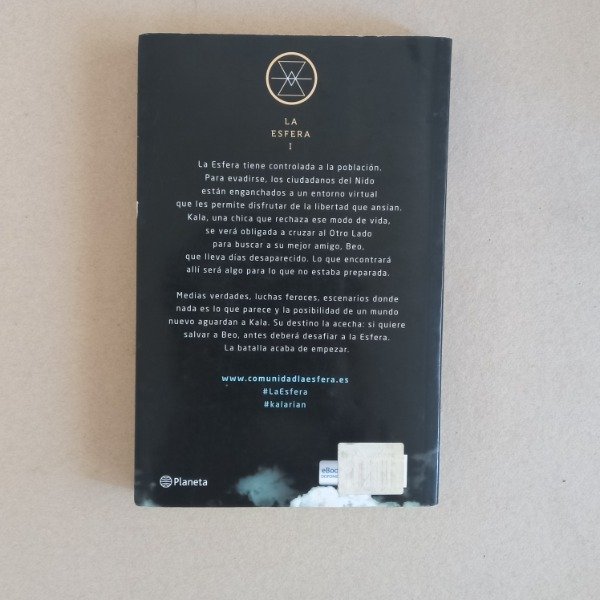 LA
ESFERA
I
La Esfera tiene controlada a la población.
Para evadirse, los ciudadanos del Nido
están enganchados a un entorno virtual
que les permite disfrutar de la libertad que ansían.
Kala, una chica que rechaza ese modo de vida,
se verá obligada a cruzar al Otro Lado
para buscar a su mejor amigo, Beo,
que lleva días desaparecido. Lo que encontrará
allí será algo para lo que no estaba preparada.
Medias verdades, luchas feroces, escenarios donde
nada es lo que parece y la posibilidad de un mundo
nuevo aguardan a Kala. Su destino la acecha: si quiere
salvar a Beo, antes deberá desafiar a la Esfera.
La batalla acaba de empezar.
www.comunidadlaesfera.es
#LaEsfera
#kalarian
Planeta